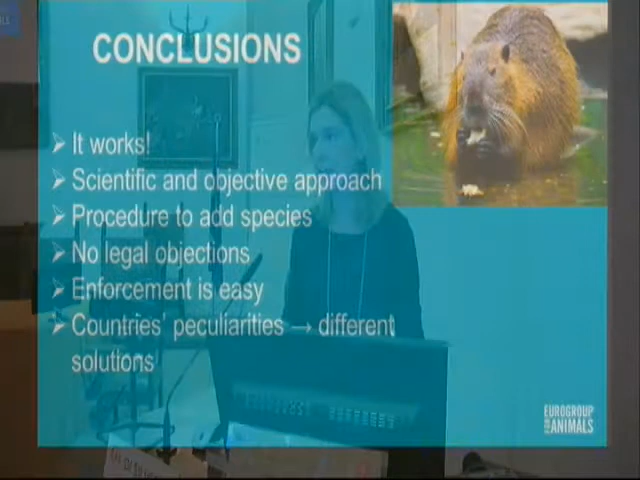 CONCLUSIONS
➢ It works!
➢ Scientific and objective approach
➢ Procedure to add species
➢ No legal objections
➢ Enforcement is easy
➢ Countries' peculiarities → different
solutions
EUROGROUP
FOR ANIMALS